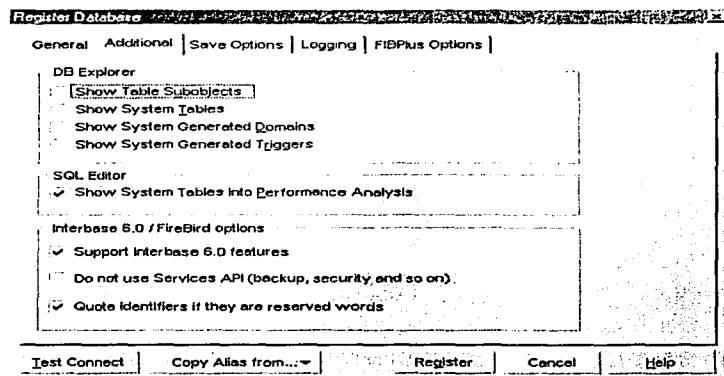 Register Database
General Additional Save Options Logging FIBPlus Options
DB Explorer
Show Table Subobjects
Show System Tables
Show System Generated Domains
Show System Generated Triggers
SQL Editor
Show System Tables into Performance Analysis
Interbase 6.0 / FireBird options
Support Interbase 6.0 features
Do not use Services API (backup, security and so on)
Quote identifiers if they are reserved words
Test Connect Copy Alias from... Register Cancel Help